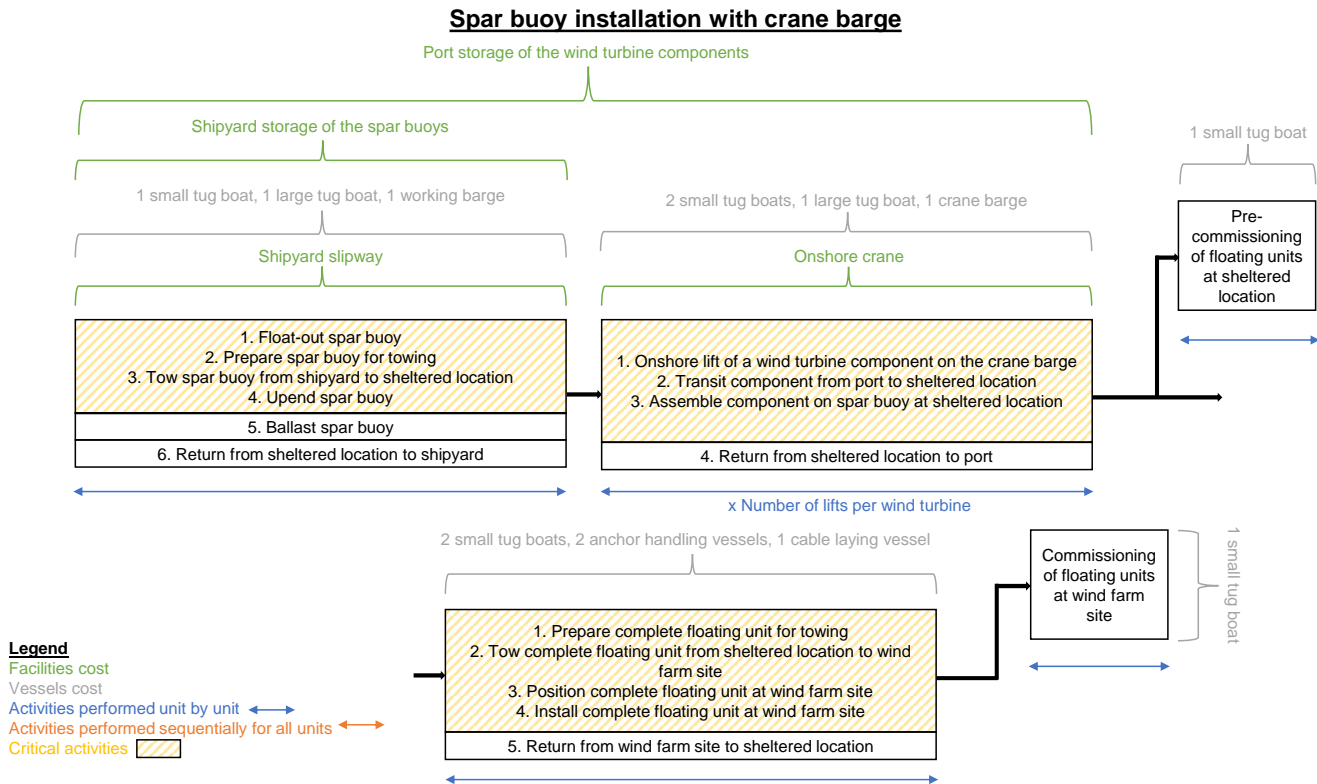 Spar buoy installation with crane barge
Port storage of the wind turbine components
Shipyard storage of the spar buoys
1 small tug boat, 1 large tug boat, 1 working barge
Shipyard slipway
1. Float-out spar buoy
2. Prepare spar buoy for towing
3. Tow spar buoy from shipyard to sheltered location
4. Upend spar buoy
5. Ballast spar buoy
6. Return from sheltered location to shipyard
2 small tug boats, 1 large tug boat, 1 crane barge
Onshore crane
1. Onshore lift of a wind turbine component on the crane barge
2. Transit component from port to sheltered location
3. Assemble component on spar buoy at sheltered location
4. Return from sheltered location to port
x Number of lifts per wind turbine
1 small tug boat
Pre-
commissioning
of floating units
at sheltered
location
2 small tug boats, 2 anchor handling vessels, 1 cable laying vessel
1. Prepare complete floating unit for towing
2. Tow complete floating unit from sheltered location to wind
farm site
3. Position complete floating unit at wind farm site
4. Install complete floating unit at wind farm site
5. Return from wind farm site to sheltered location
Commissioning
of floating units
at wind farm
site
1 small tug boat
Legend
Facilities cost
Vessels cost
Activities performed unit by unit
Activities performed sequentially for all units
Critical activities